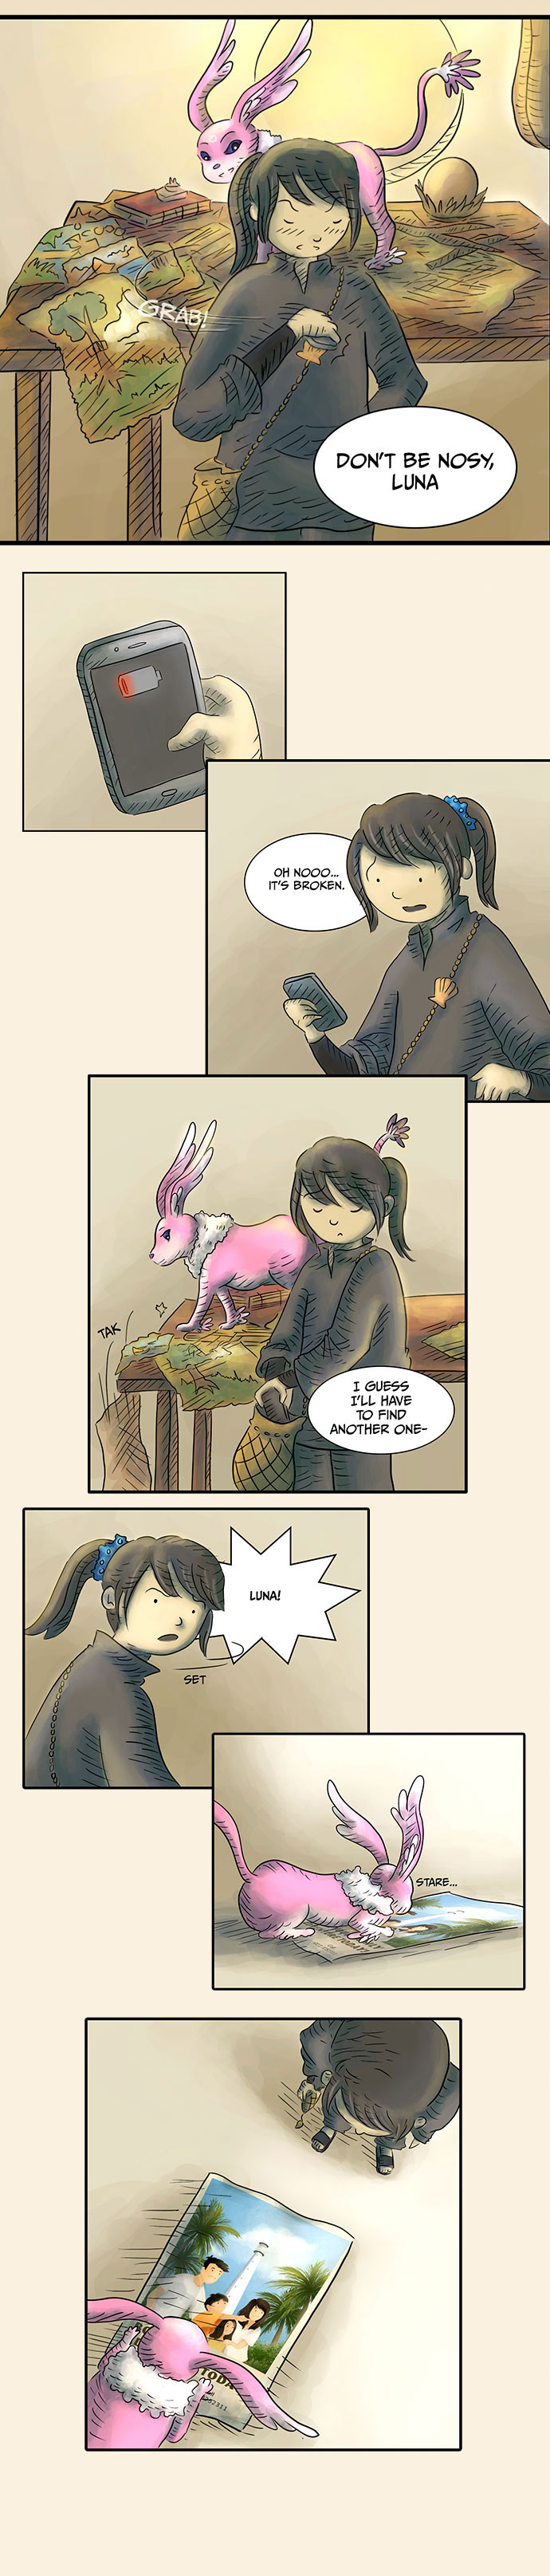 GRAB!
DON'T BE NOSY,
LUNA
OH NOOO...
IT'S BROKEN.
TAK
I GUESS
I'LL HAVE
TO FIND
ANOTHER ONE-
LUNA!
SET
STARE...